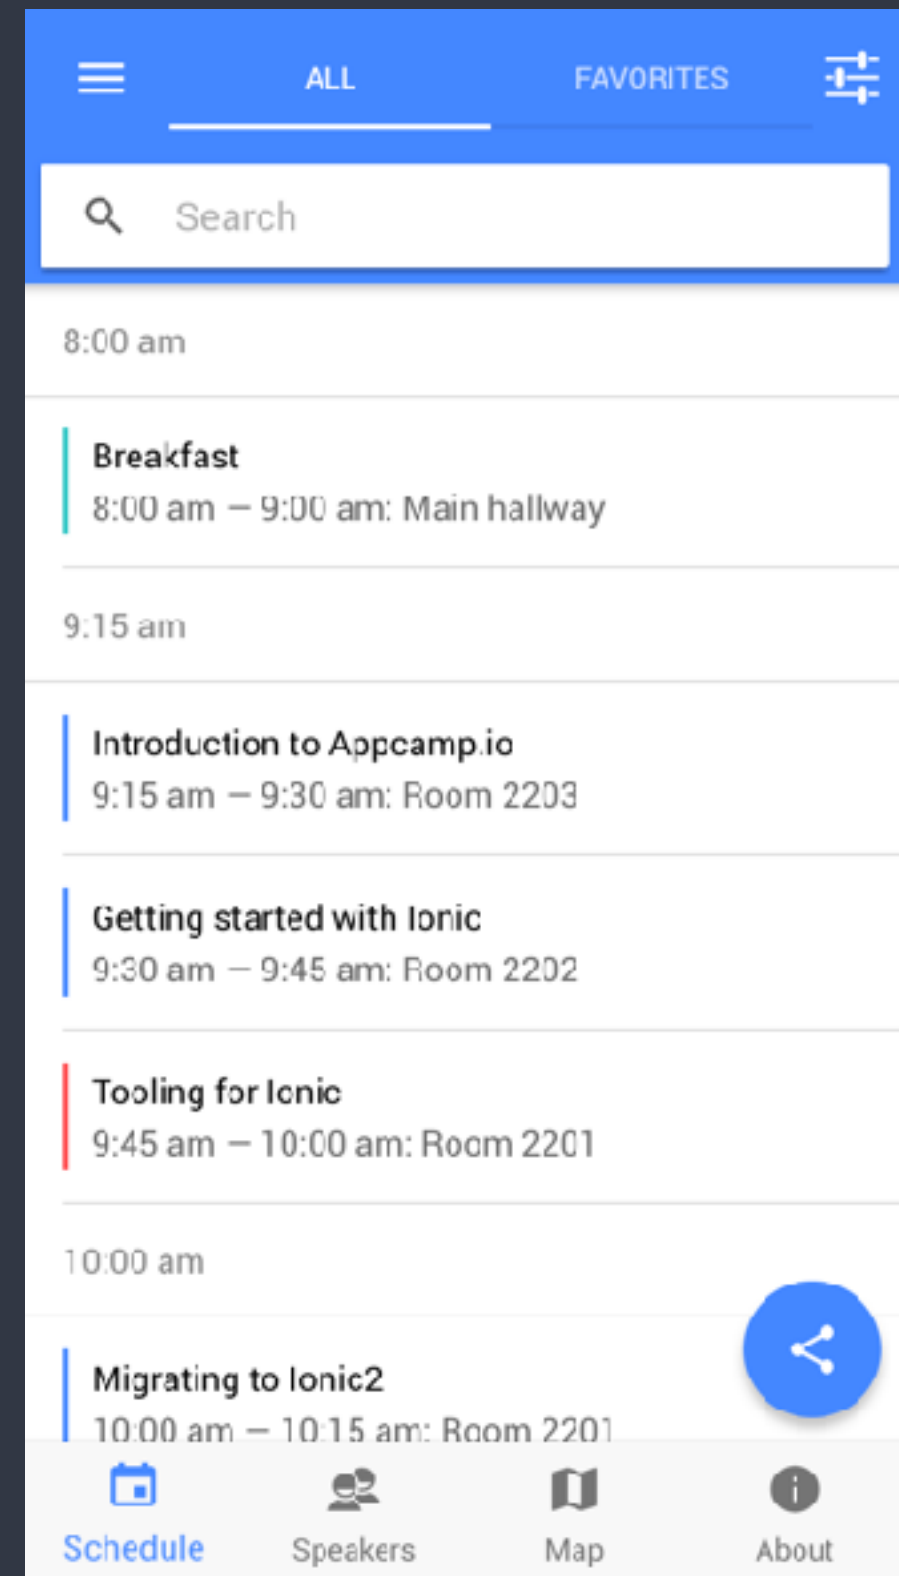 ALL FAVORITES
Search
8:00 am
Breakfast
8:00 am — 9:00 am: Main hallway
9:15 am
Introduction to Appcamp.io
9:15 am — 9:30 am: Room 2203
Getting started with Ionic
9:30 am — 9:45 am: Room 2202
Tooling for Ionic
9:45 am — 10:00 am: Room 2201
10:00 am
Migrating to Ionic2
10:00 am — 10:15 am: Room 2201
Schedule Speakers Map About